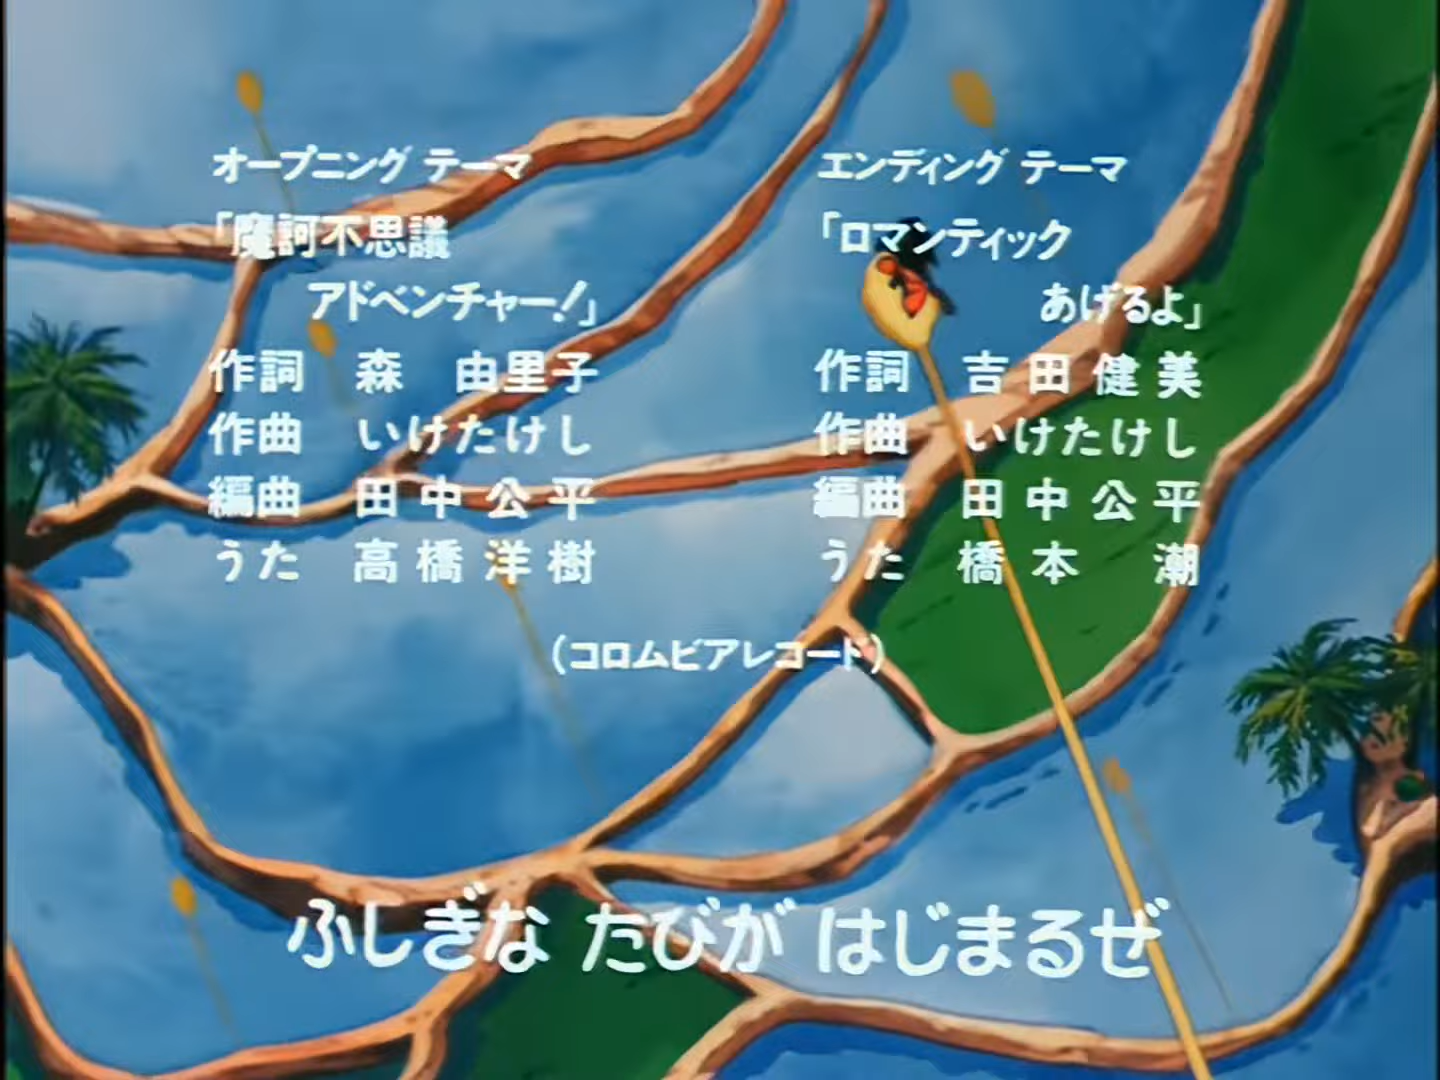 オープニング テーマ
「魔訶不思議
アドベンチャー!」
作詞 森 由里子
作曲 いけたけし
編曲 田中公平
うた 高橋洋樹
エンディング テーマ
「ロマンティック
あげるよ」
作詞 吉田健美
作曲 いけたけし
編曲 田中公平
うた 橋本 潮
(コロムビアレコード)
ふしぎな たびが はじまるぜ